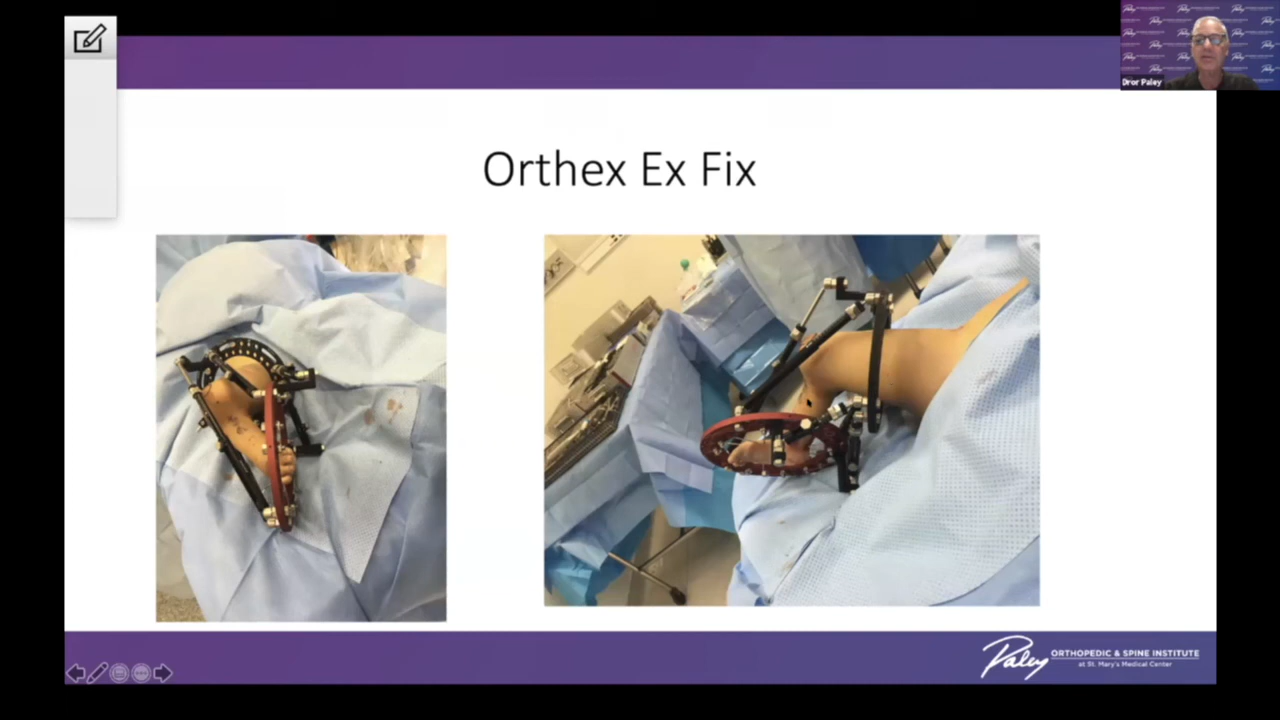 Dror Paley
Orthex Ex Fix
Paley
ORTHOPEDIC & SPINE INSTITUTE
at St. Mary's Medical Center